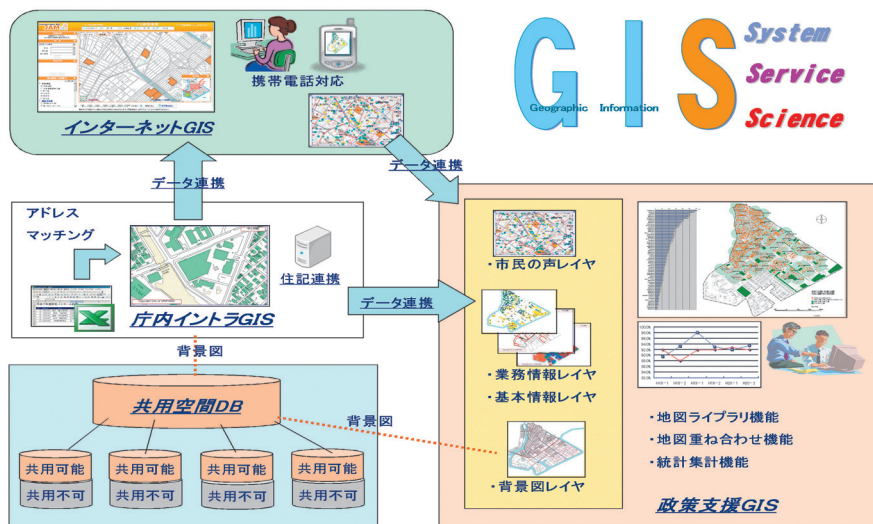 携帯電話対応
インターネットGIS
GIS
Geographic Information
System
Service
Science
データ連携
データ連携
アドレス
マッチング
住記連携
庁内イントラGIS
データ連携
背景図
共用空間DB
背景図
共用可能
共用不可
共用可能
共用不可
共用可能
共用不可
共用可能
共用不可
・市民の声レイヤ
・業務情報レイヤ
・基本情報レイヤ
・背景図レイヤ
・地図ライブラリ機能
・地図重ね合わせ機能
・統計集計機能
政策支援GIS